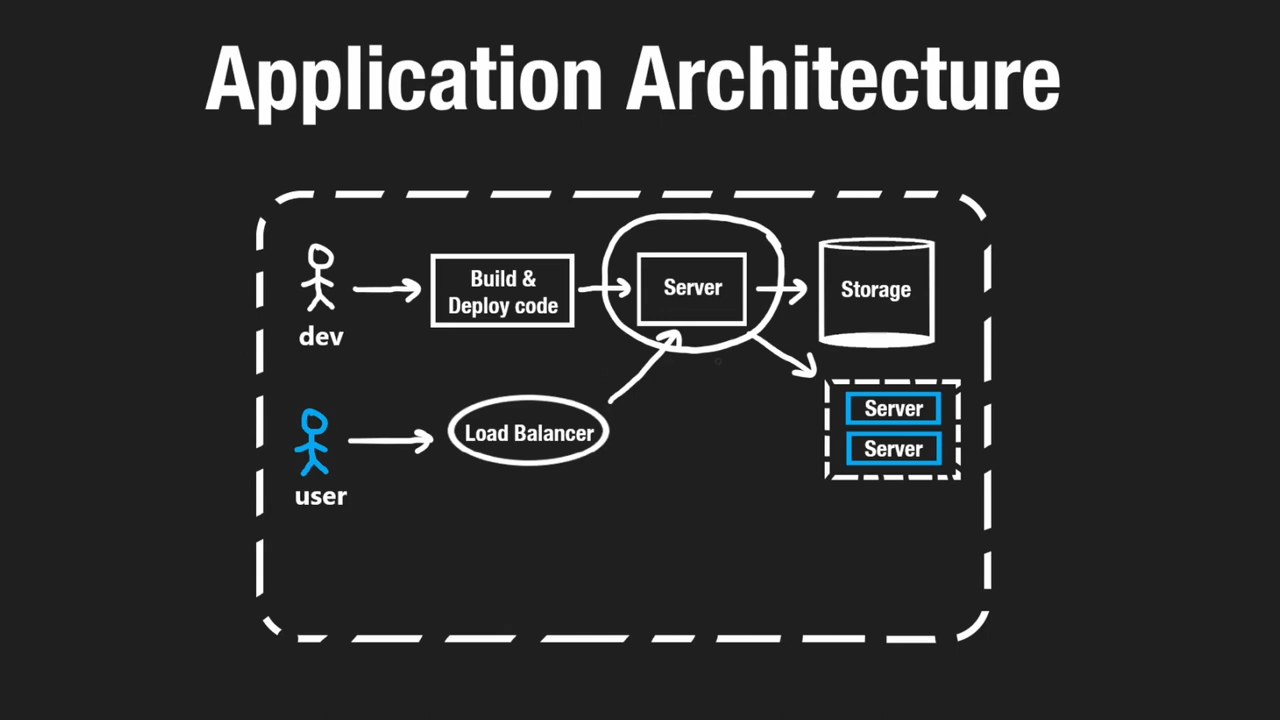 Application Architecture
dev
Build &
Deploy code
Server
Storage
user
Load Balancer
Server
Server